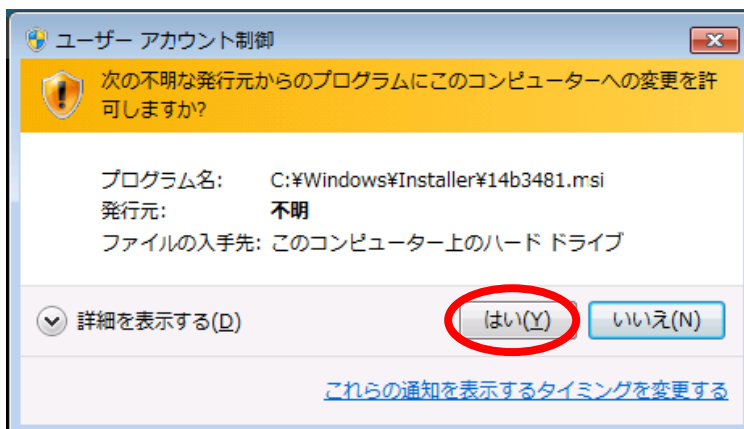 ユーザー アカウント制御
次の不明な発行元からのプログラムにこのコンピューターへの変更を許
可しますか?
プログラム名: C:¥Windows¥Installer¥14b3481.msi
発行元: 不明
ファイルの入手先: このコンピューター上のハード ドライブ
詳細を表示する(D) はい(Y) いいえ(N)
これらの通知を表示するタイミングを変更する